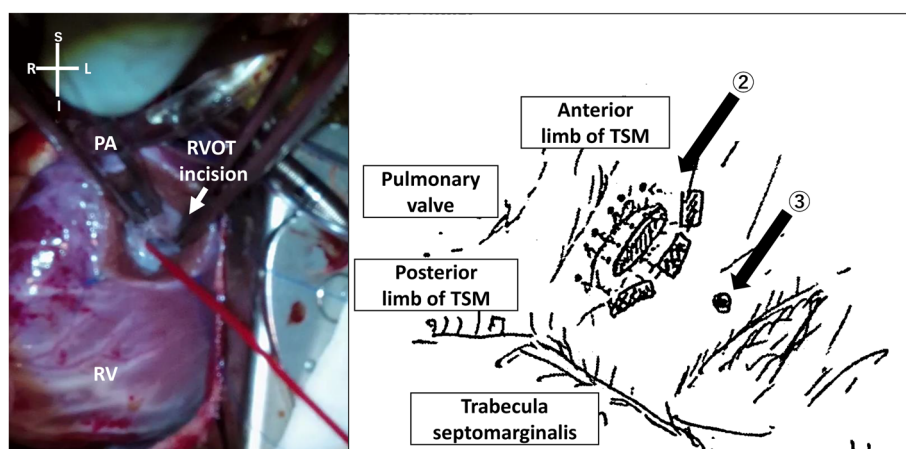 S
R
L
I
PA
RVOT
incision
RV
②
Anterior
limb of TSM
③
Pulmonary
valve
Posterior
limb of TSM
Trabecula
septomarginalis